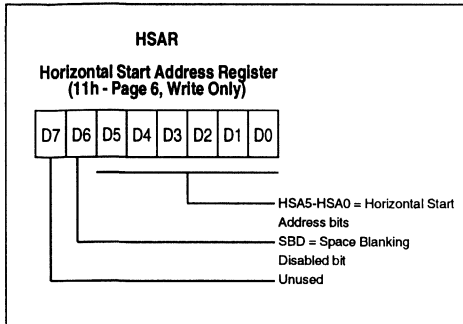 HSAR
Horizontal Start Address Register
(11h - Page 6, Write Only)
D7 D6 D5 D4 D3 D2 D1 D0
HSA5-HSA0 = Horizontal Start
Address bits
SBD = Space Blanking
Disabled bit
Unused